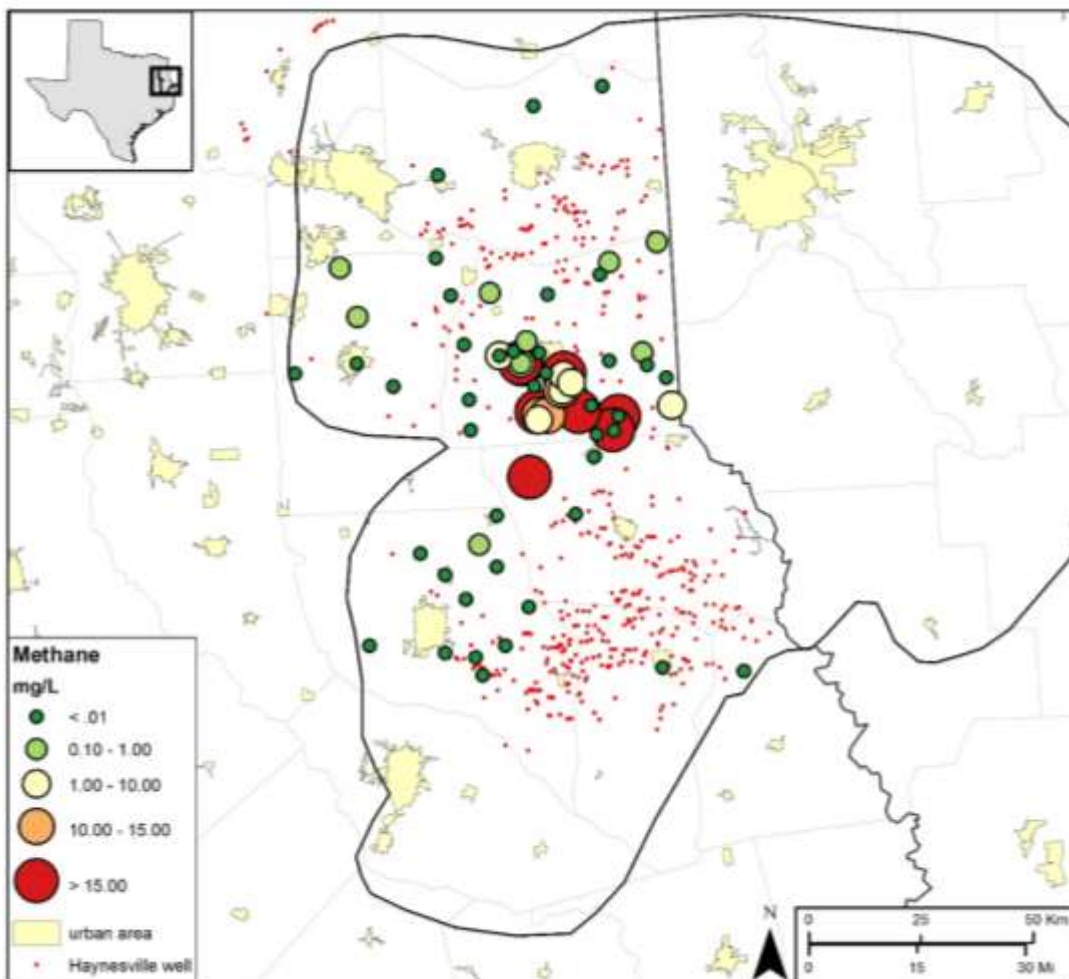 Methane
mg/L
< .01
0.10 - 1.00
1.00 - 10.00
10.00 - 15.00
> 15.00
urban area
Haynesville well
N
0 25 50 Km
0 15 30 Mi